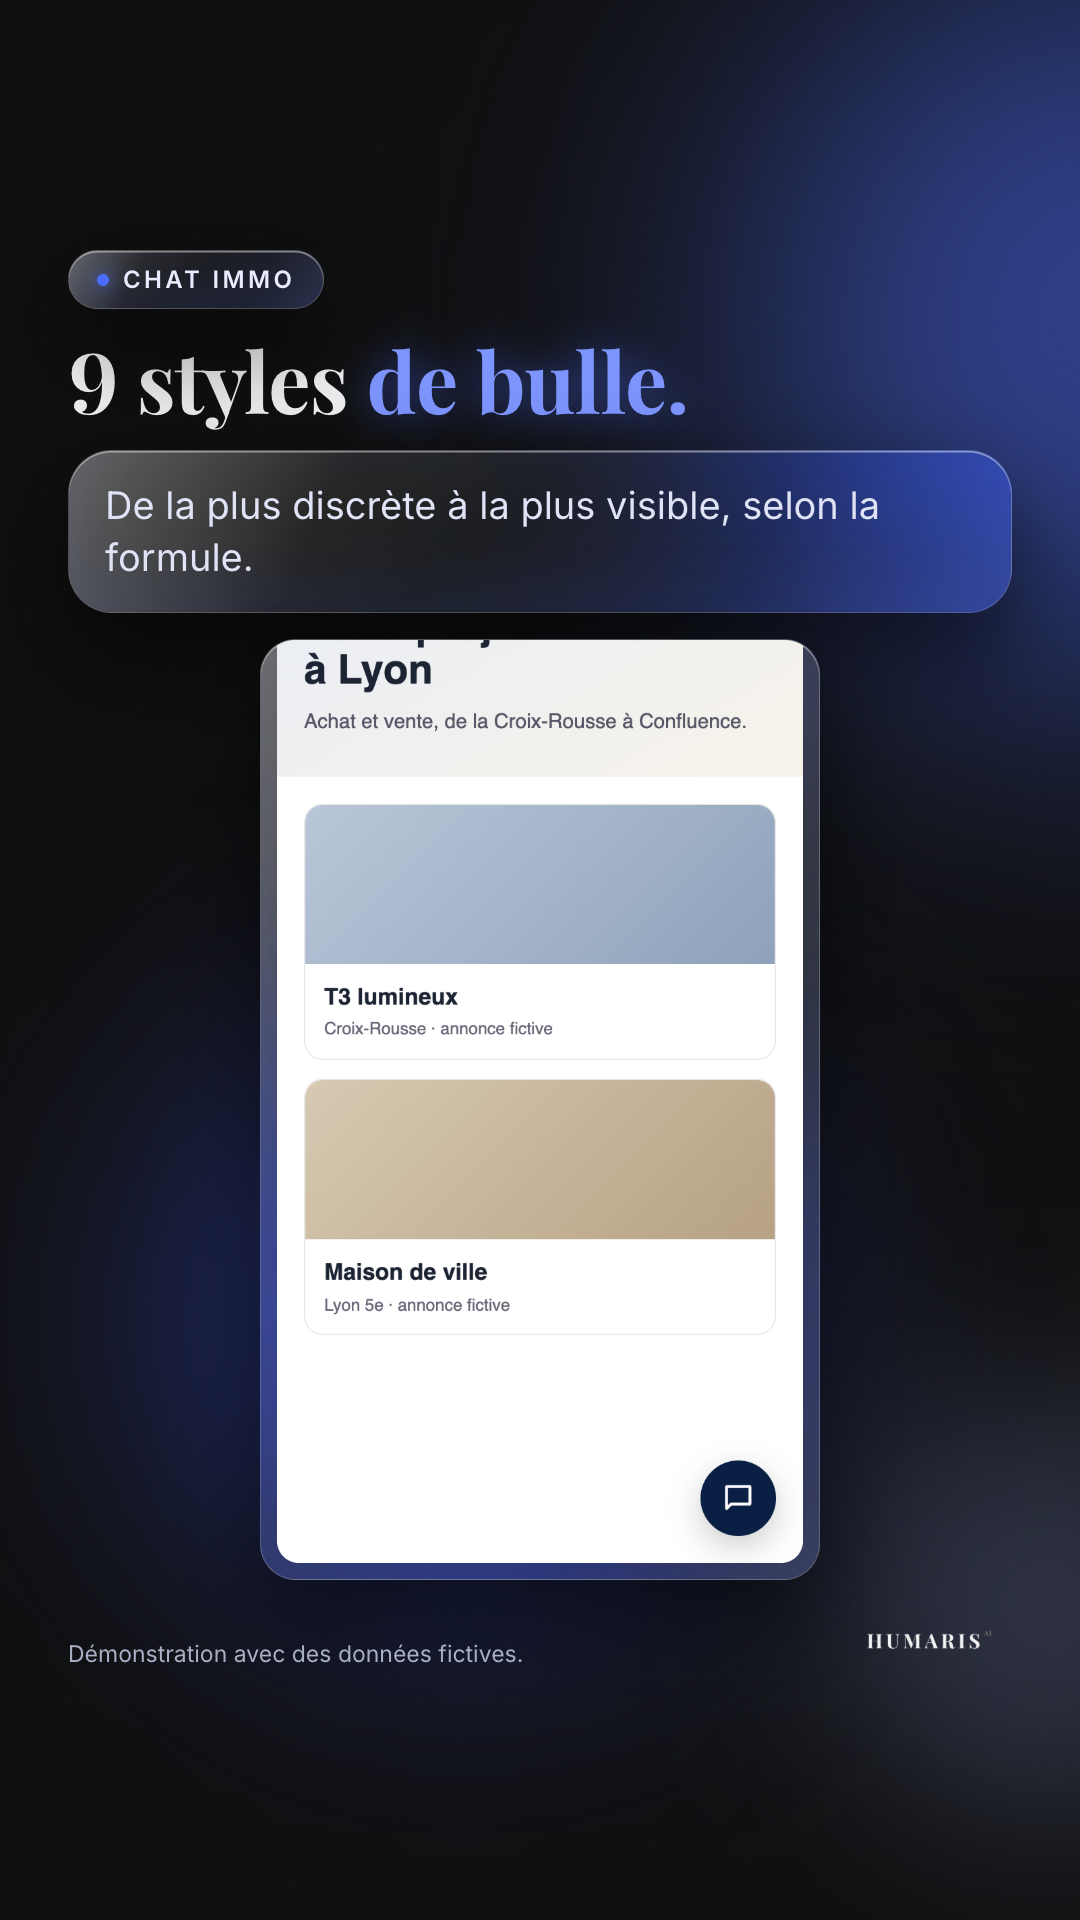 CHAT IMMO
9 styles de bulle.
De la plus discrète à la plus visible, selon la
formule.
à Lyon
Achat et vente, de la Croix-Rousse à Confluence.
T3 lumineux
Croix-Rousse · annonce fictive
Maison de ville
Lyon 5e · annonce fictive
Démonstration avec des données fictives.
HUMARIS AI